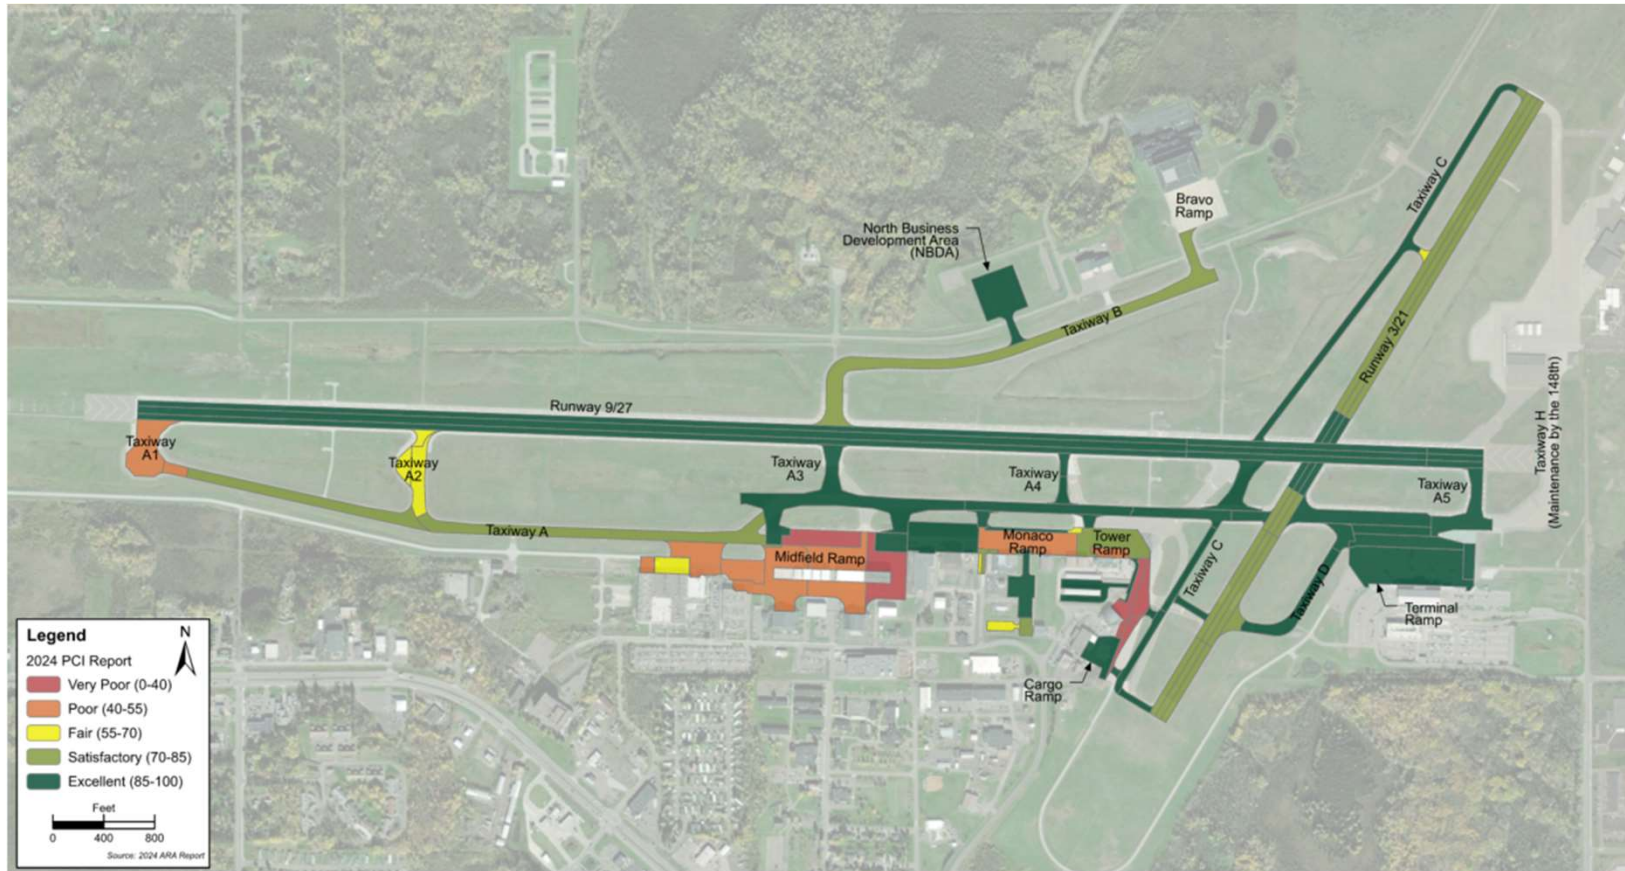 Taxiway C
Bravo
Ramp
North Business
Development Area
(NBDA)
Taxiway B
Runway 3/21
Taxiway H
(Maintenance by the 148th)
Runway 9/27
Taxiway
A1
Taxiway
A2
Taxiway
A3
Taxiway
A4
Taxiway
A5
Taxiway A
Midfield Ramp
Monaco
Ramp
Tower
Ramp
Taxiway C
Taxiway D
Terminal
Ramp
Cargo
Ramp
Legend
N
2024 PCI Report
Very Poor (0-40)
Poor (40-55)
Fair (55-70)
Satisfactory (70-85)
Excellent (85-100)
Feet
0 400 800
Source: 2024 ARA Report